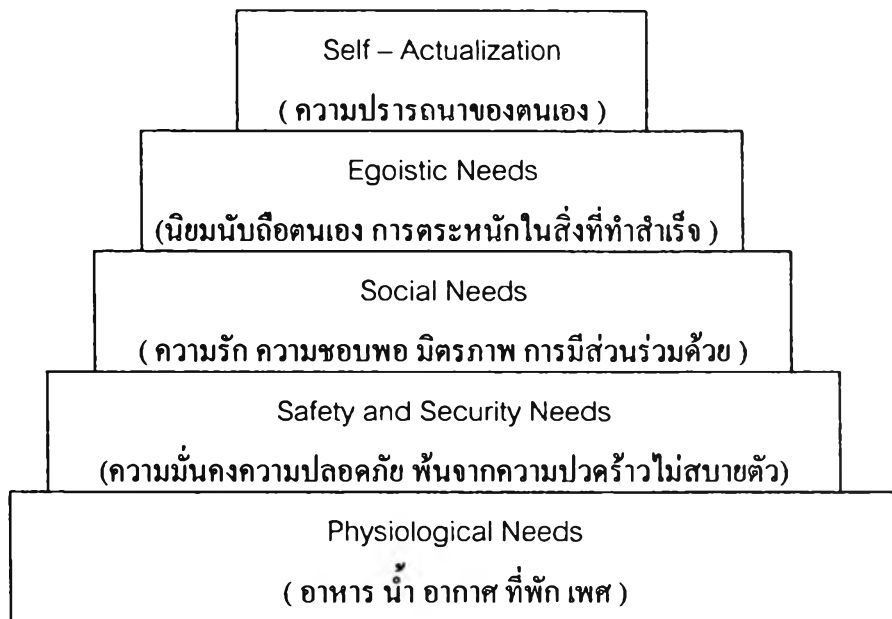 Self – Actualization
( ความปรารถนาของตนเอง )
Egoistic Needs
(นิยมนับถือตนเอง การตระหนักในสิ่งที่ทำสำเร็จ )
Social Needs
( ความรัก ความชอบพอ มิตรภาพ การมีส่วนร่วมด้วย )
Safety and Security Needs
(ความมั่นคงความปลอดภัย พ้นจากความปวดร้าวไม่สบายตัว)
Physiological Needs
( อาหาร น้ำ อากาศ ที่พัก เพศ )